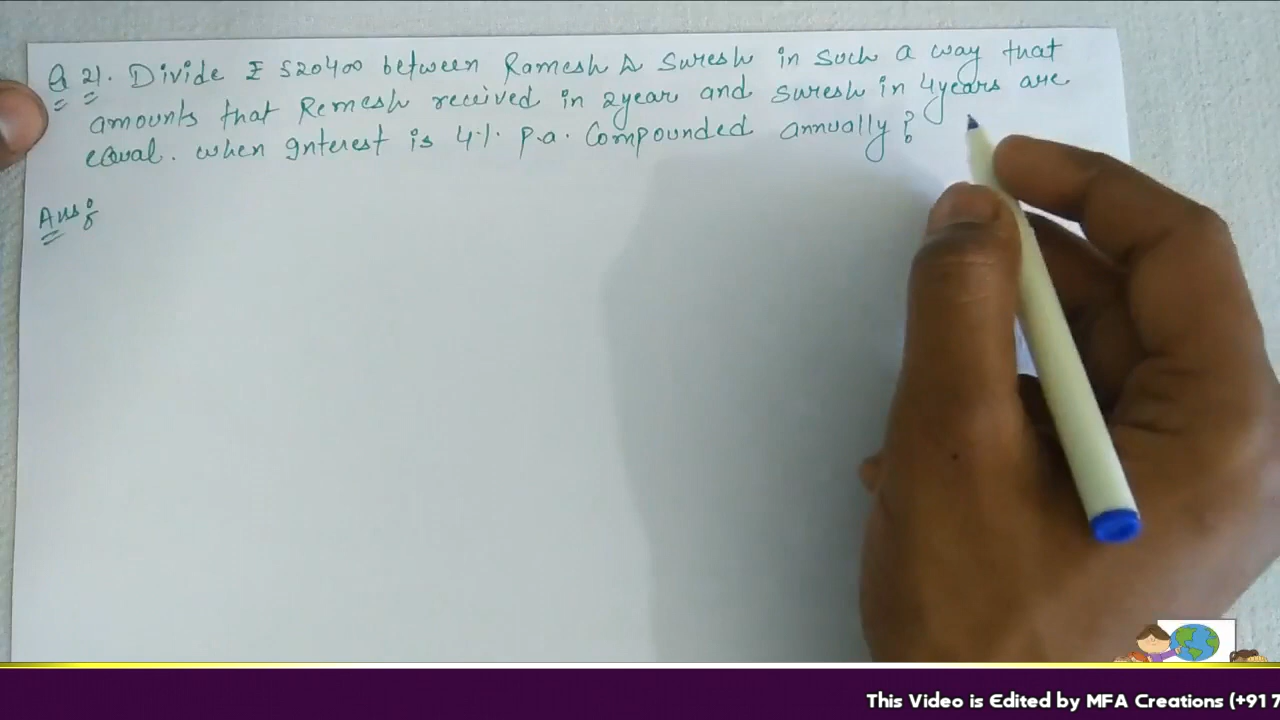 Q 21. Divide ₹ 520400 between Ramesh & Suresh in such a way that
amounts that Remesh received in 2year and suresh in 4years are
equal. when Interest is 4% p.a. Compounded annually?
Ans:
This Video is Edited by MFA Creations (+91 7